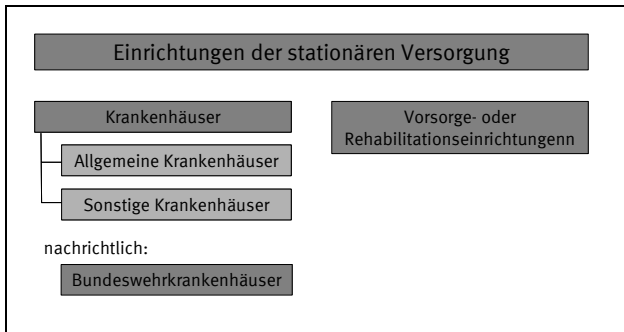 Einrichtungen der stationären Versorgung
Krankenhäuser
Allgemeine Krankenhäuser
Sonstige Krankenhäuser
nachrichtlich:
Bundeswehrkrankenhäuser
Vorsorge- oder
Rehabilitationseinrichtungenn